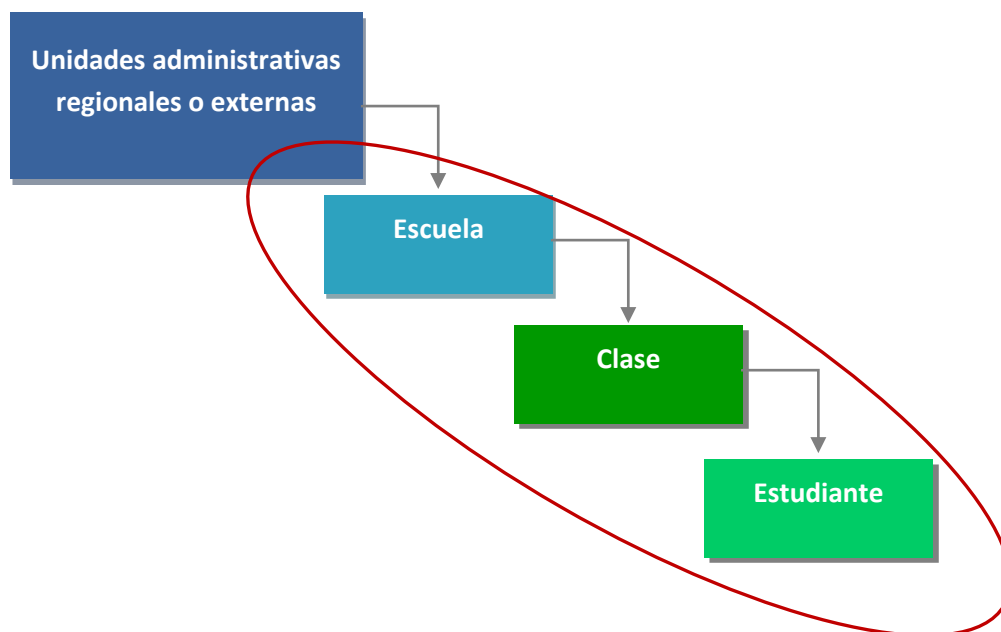 Unidades administrativas
regionales o externas
Escuela
Clase
Estudiante